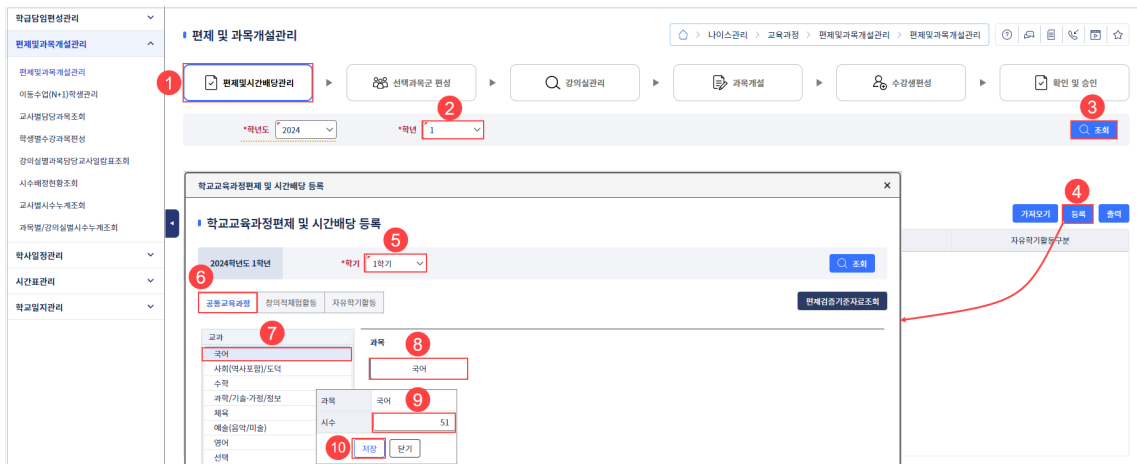 학급담임편성관리
편제및과목개설관리
편제및과목개설관리
이동수업(N+1)학생관리
교사별담당과목조회
학생별수강과목편성
강의실별과목담당교사일람표조회
시수배정현황조회
교사별시수누계조회
과목별/강의실별시수누계조회
학사일정관리
시간표관리
학교일지관리
편제 및 과목개설관리
나이스관리 > 교육과정 > 편제및과목개설관리 > 편제및과목개설관리
1
편제및시간배당관리 ▶ 선택과목군 편성 ▶ 강의실관리 ▶ 과목개설 ▶ 수강생편성 ▶ 확인 및 승인
2
3
*학년도 2024 *학년 1 조회
4
가져오기 등록 출력
자유학기활동구분
학교교육과정편제 및 시간배당 등록 ×
학교교육과정편제 및 시간배당 등록
5
2024학년도 1학년 *학기 1학기 조회
6
공통교육과정 창의적체험활동 자유학기활동 편제검증기준자료조회
7
교과
국어
사회(역사포함)/도덕
수학
과학/기술·가정/정보
체육
예술(음악/미술)
영어
선택
과목
8
국어
9
과목 국어
시수 51
10
저장 닫기